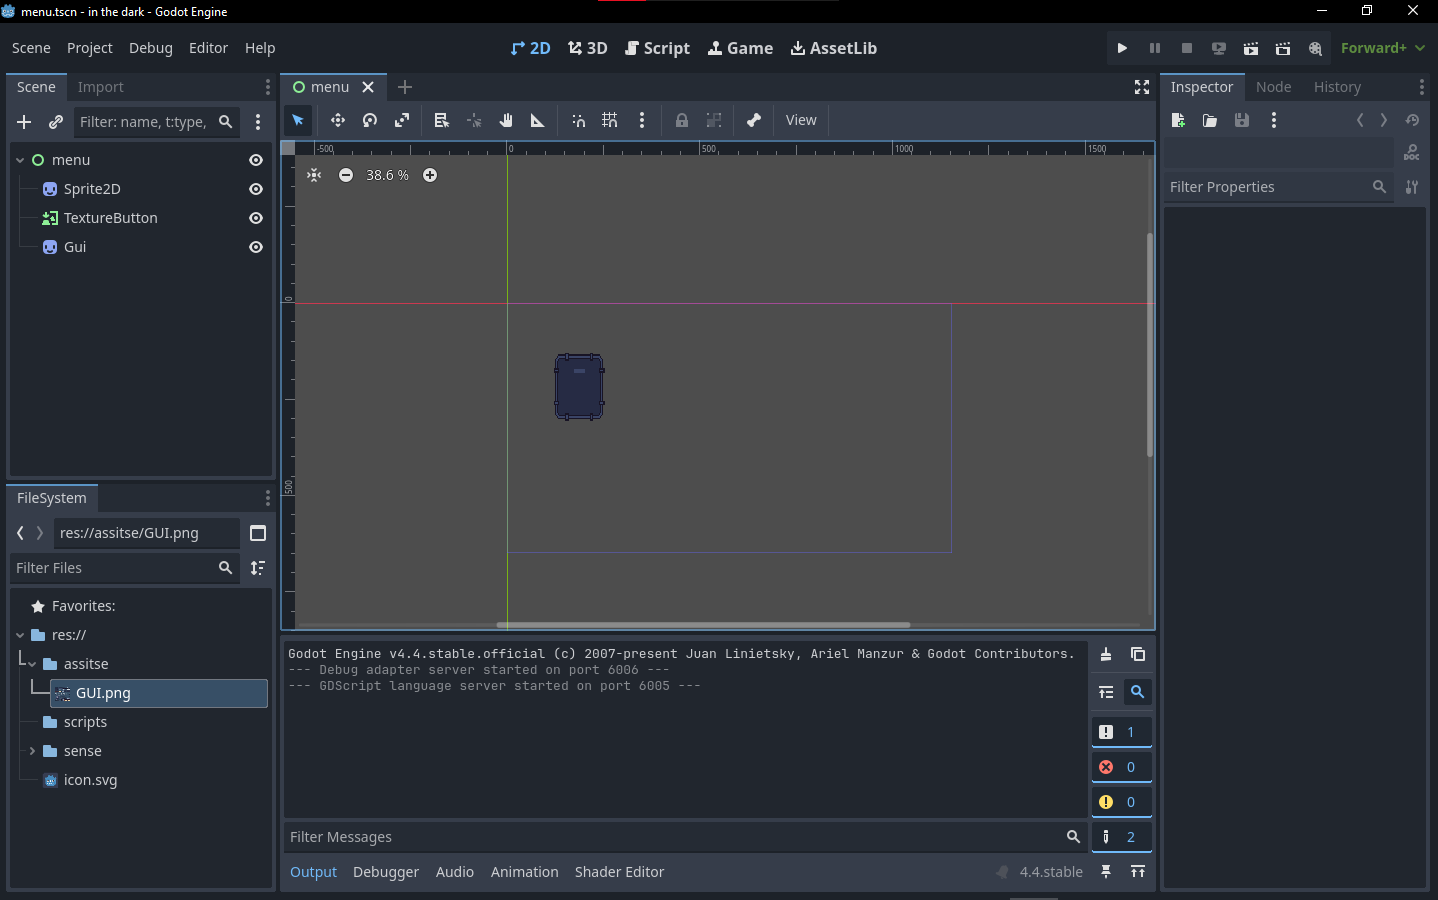 menu.tscn - in the dark - Godot Engine
Scene Project Debug Editor Help
2D 3D Script Game AssetLib
Forward+
Scene Import
Filter: name, t:type,
menu
Sprite2D
TextureButton
Gui
FileSystem
res://assitse/GUI.png
Filter Files
Favorites:
res://
assitse
GUI.png
scripts
sense
icon.svg
menu
View
-500 0 500 1000 1500
38.6 %
0
500
Godot Engine v4.4.stable.official (c) 2007-present Juan Linietsky, Ariel Manzur & Godot Contributors.
--- Debug adapter server started on port 6006 ---
--- GDScript language server started on port 6005 ---
1
0
0
2
Filter Messages
Output Debugger Audio Animation Shader Editor
4.4.stable
Inspector Node History
DOC
Filter Properties